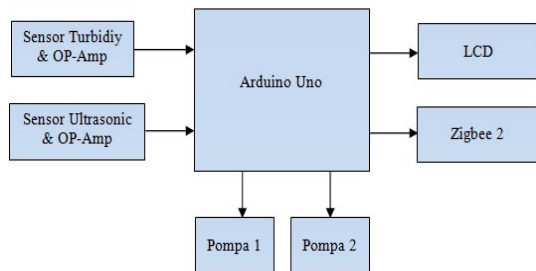 Sensor Turbidiy
& OP-Amp
Arduino Uno
LCD
Sensor Ultrasonic
& OP-Amp
Zigbee 2
Pompa 1
Pompa 2